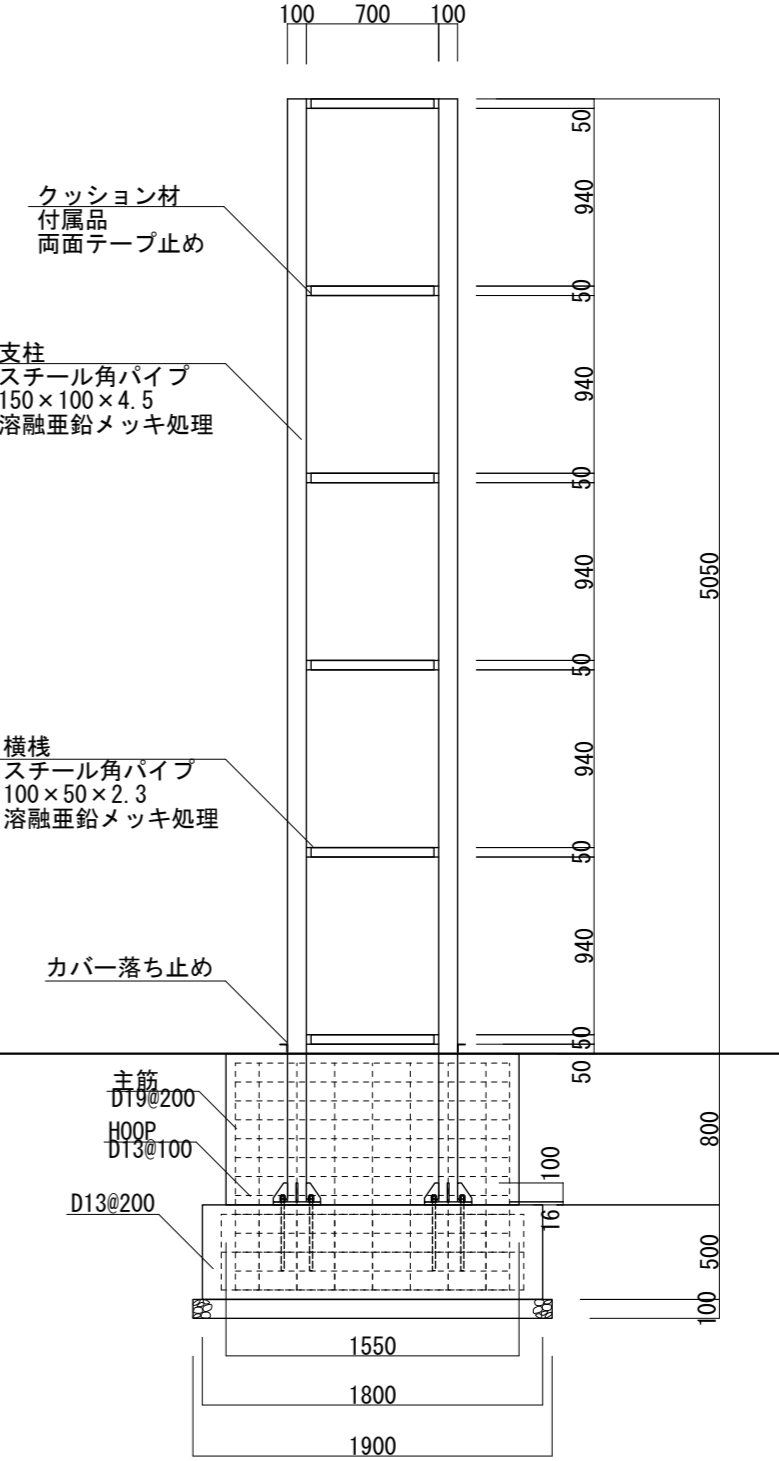 100 700 100
50
クッション材
付属品
両面テープ止め
940
50
支柱
スチール角パイプ
150×100×4.5
溶融亜鉛メッキ処理
940
50
940
5050
50
横桟
スチール角パイプ
100×50×2.3
溶融亜鉛メッキ処理
940
50
940
カバー落ち止め
50
50
主筋
D19@200
HOOP
D13@100
800
100
D13@200
16
500
100
1550
1800
1900